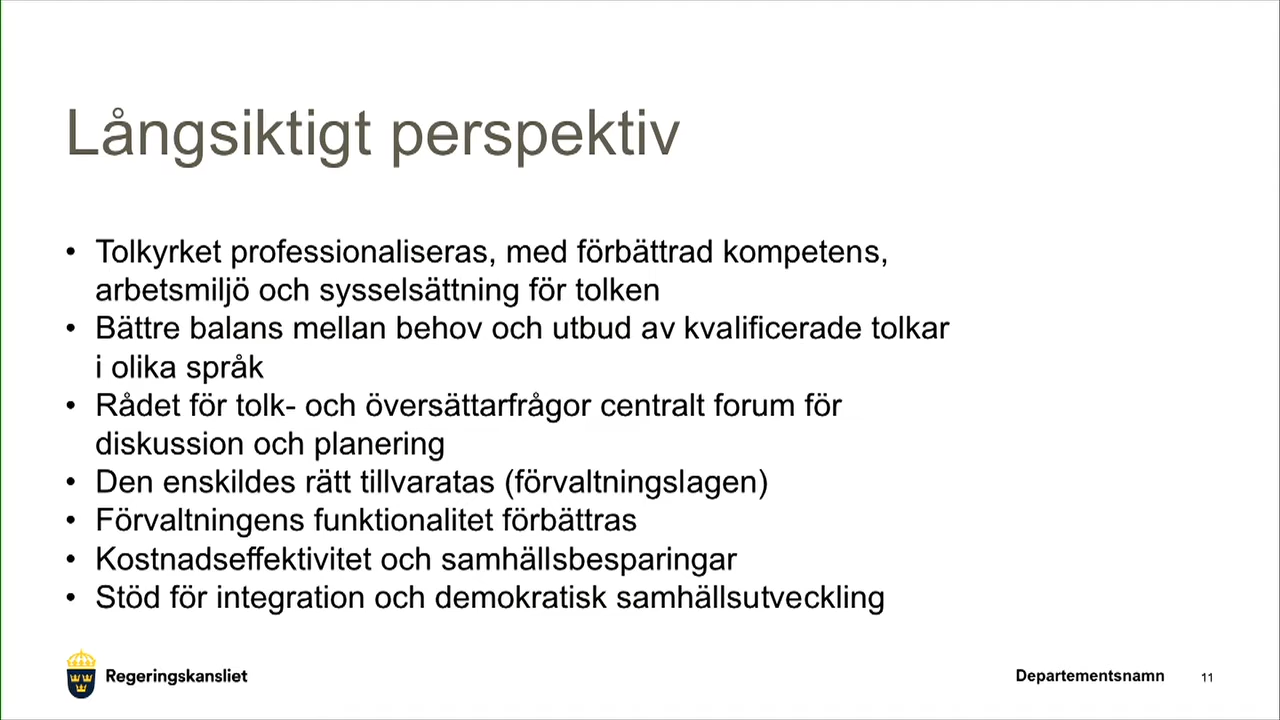 Långsiktigt perspektiv
• Tolkyrket professionaliseras, med förbättrad kompetens,
arbetsmiljö och sysselsättning för tolken
• Bättre balans mellan behov och utbud av kvalificerade tolkar
i olika språk
• Rådet för tolk- och översättarfrågor centralt forum för
diskussion och planering
• Den enskildes rätt tillvaratas (förvaltningslagen)
• Förvaltningens funktionalitet förbättras
• Kostnadseffektivitet och samhällsbesparingar
• Stöd för integration och demokratisk samhällsutveckling
Regeringskansliet
Departementsnamn 11